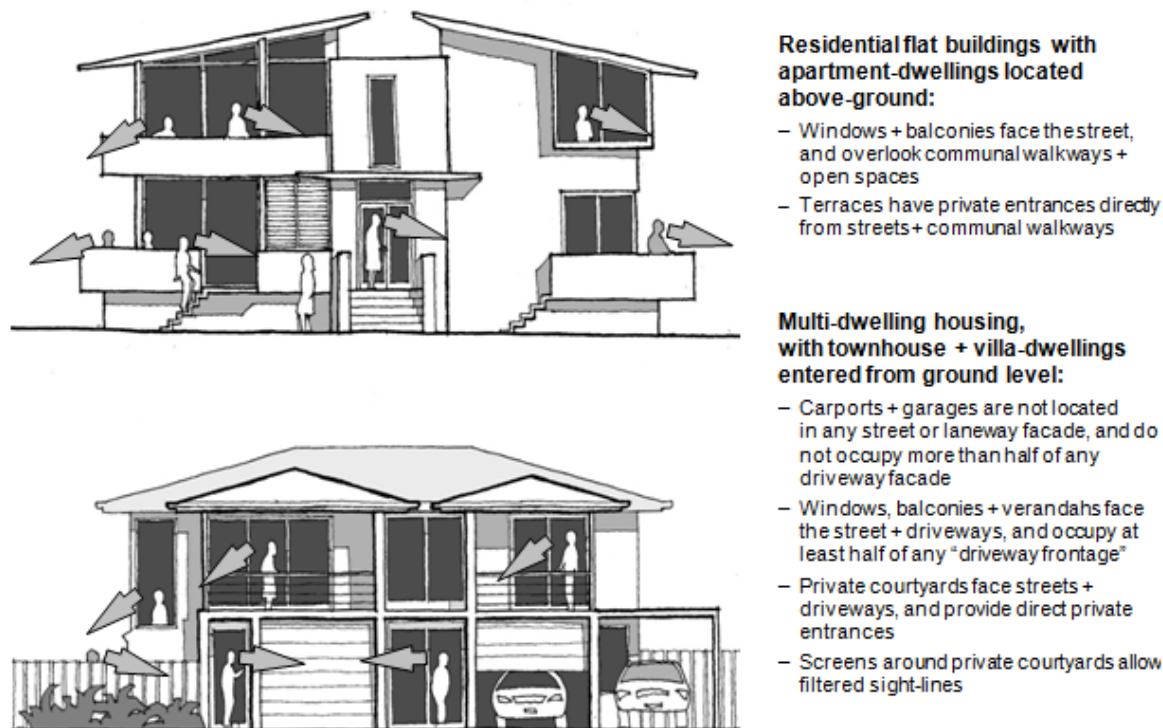 Residential flat buildings with
apartment-dwellings located
above-ground:
– Windows + balconies face the street,
and overlook communal walkways +
open spaces
– Terraces have private entrances directly
from streets + communal walkways
Multi-dwelling housing,
with townhouse + villa-dwellings
entered from ground level:
– Carports + garages are not located
in any street or laneway facade, and do
not occupy more than half of any
driveway facade
– Windows, balconies + verandahs face
the street + driveways, and occupy at
least half of any “driveway frontage”
– Private courtyards face streets +
driveways, and provide direct private
entrances
– Screens around private courtyards allow
filtered sight-lines